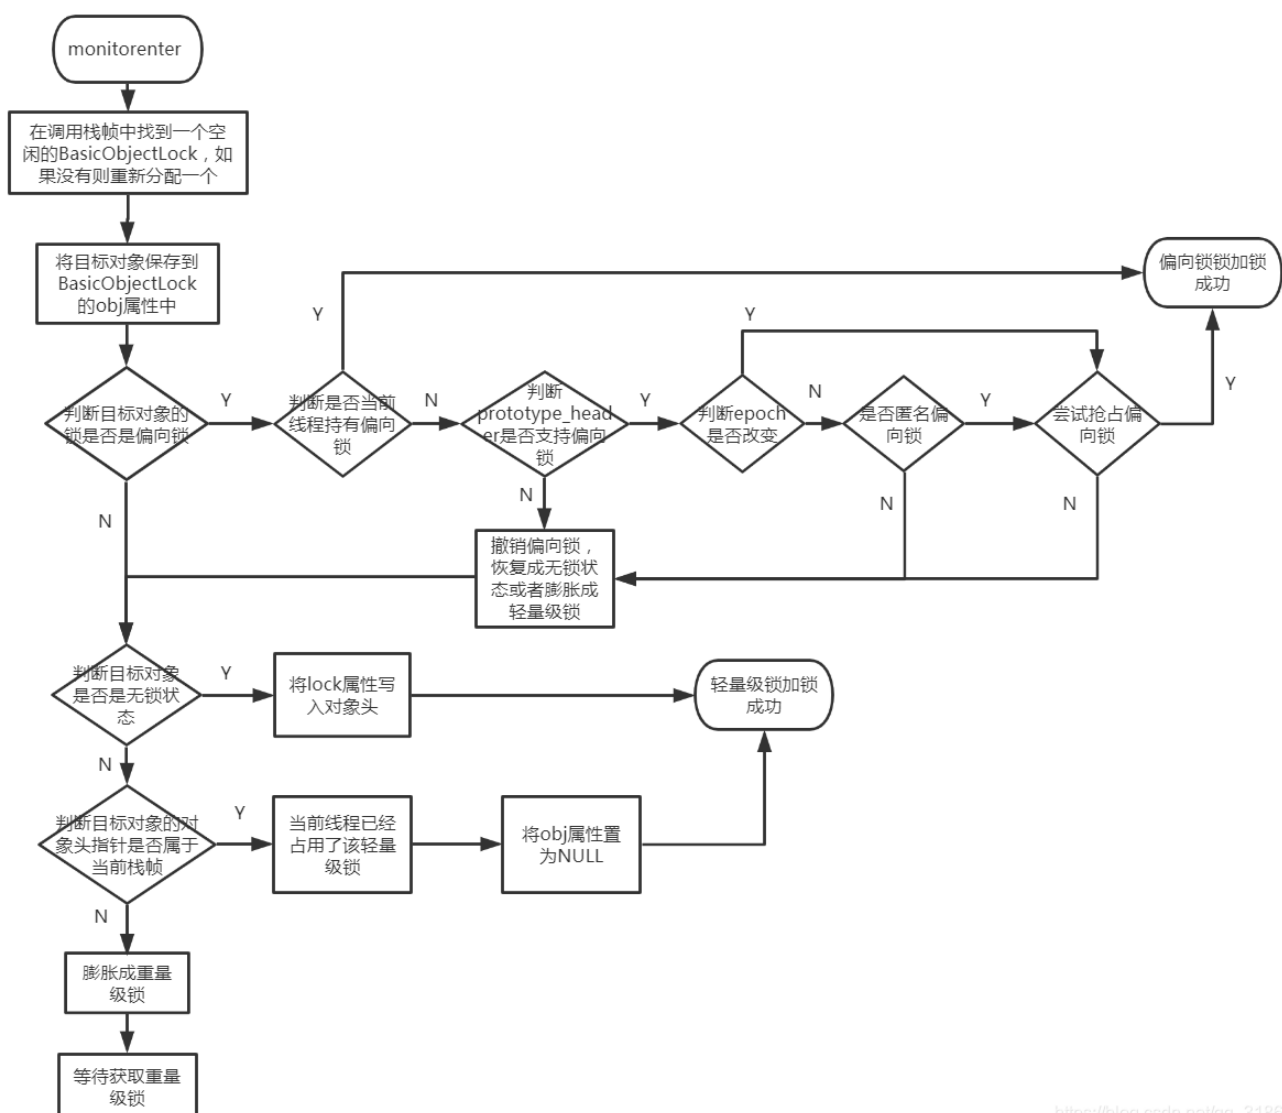 monitorenter
在调用栈帧中找到一个空
闲的BasicObjectLock，如
果没有则重新分配一个
将目标对象保存到
BasicObjectLock
的obj属性中
偏向锁锁加锁
成功
Y
Y
判断目标对象的
锁是否是偏向锁
Y
判断是否当前
线程持有偏向
锁
N
判断
prototype_head
er是否支持偏向
锁
Y
判断epoch
是否改变
N
是否匿名偏
向锁
Y
尝试抢占偏
向锁
Y
N
N
N
N
撤销偏向锁，
恢复成无锁状
态或者膨胀成
轻量级锁
判断目标对象
是否是无锁状
态
Y
将lock属性写
入对象头
轻量级锁加锁
成功
N
判断目标对象的对
象头指针是否属于
当前栈帧
Y
当前线程已经
占用了该轻量
级锁
将obj属性置
为NULL
N
膨胀成重量
级锁
等待获取重量
级锁